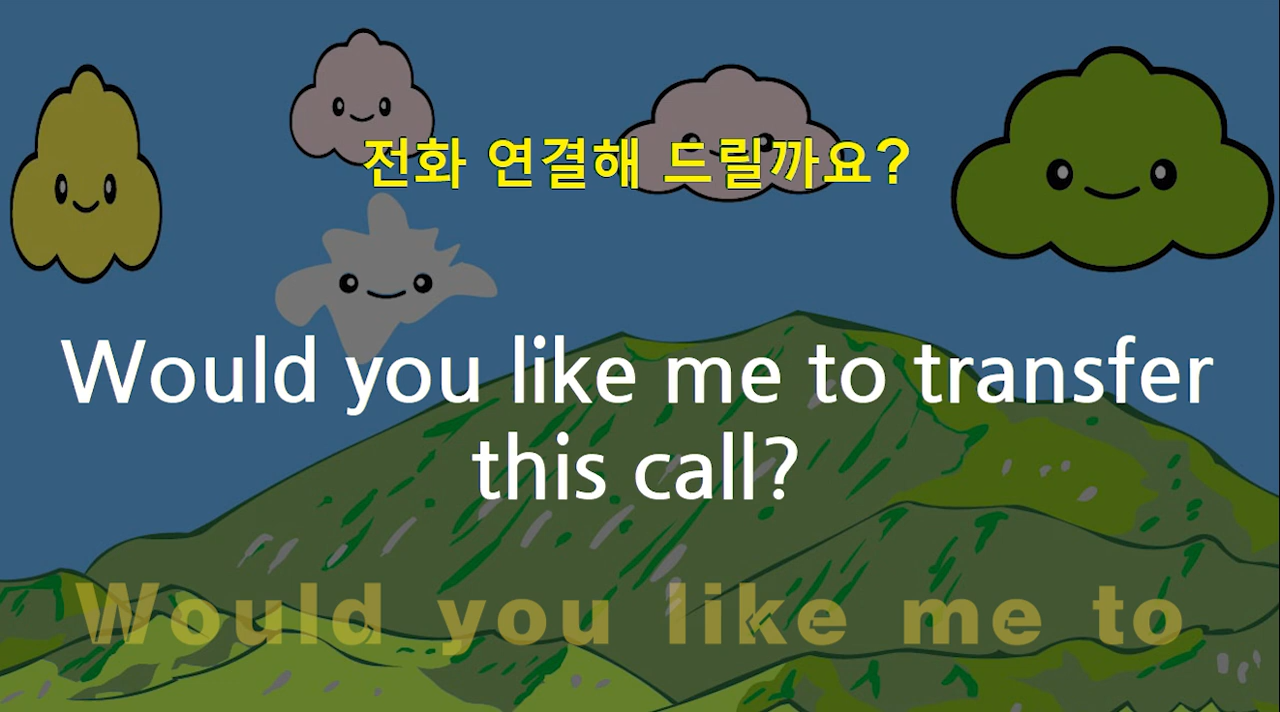 전화 연결해 드릴까요?
Would you like me to transfer
this call?
Would you like me to